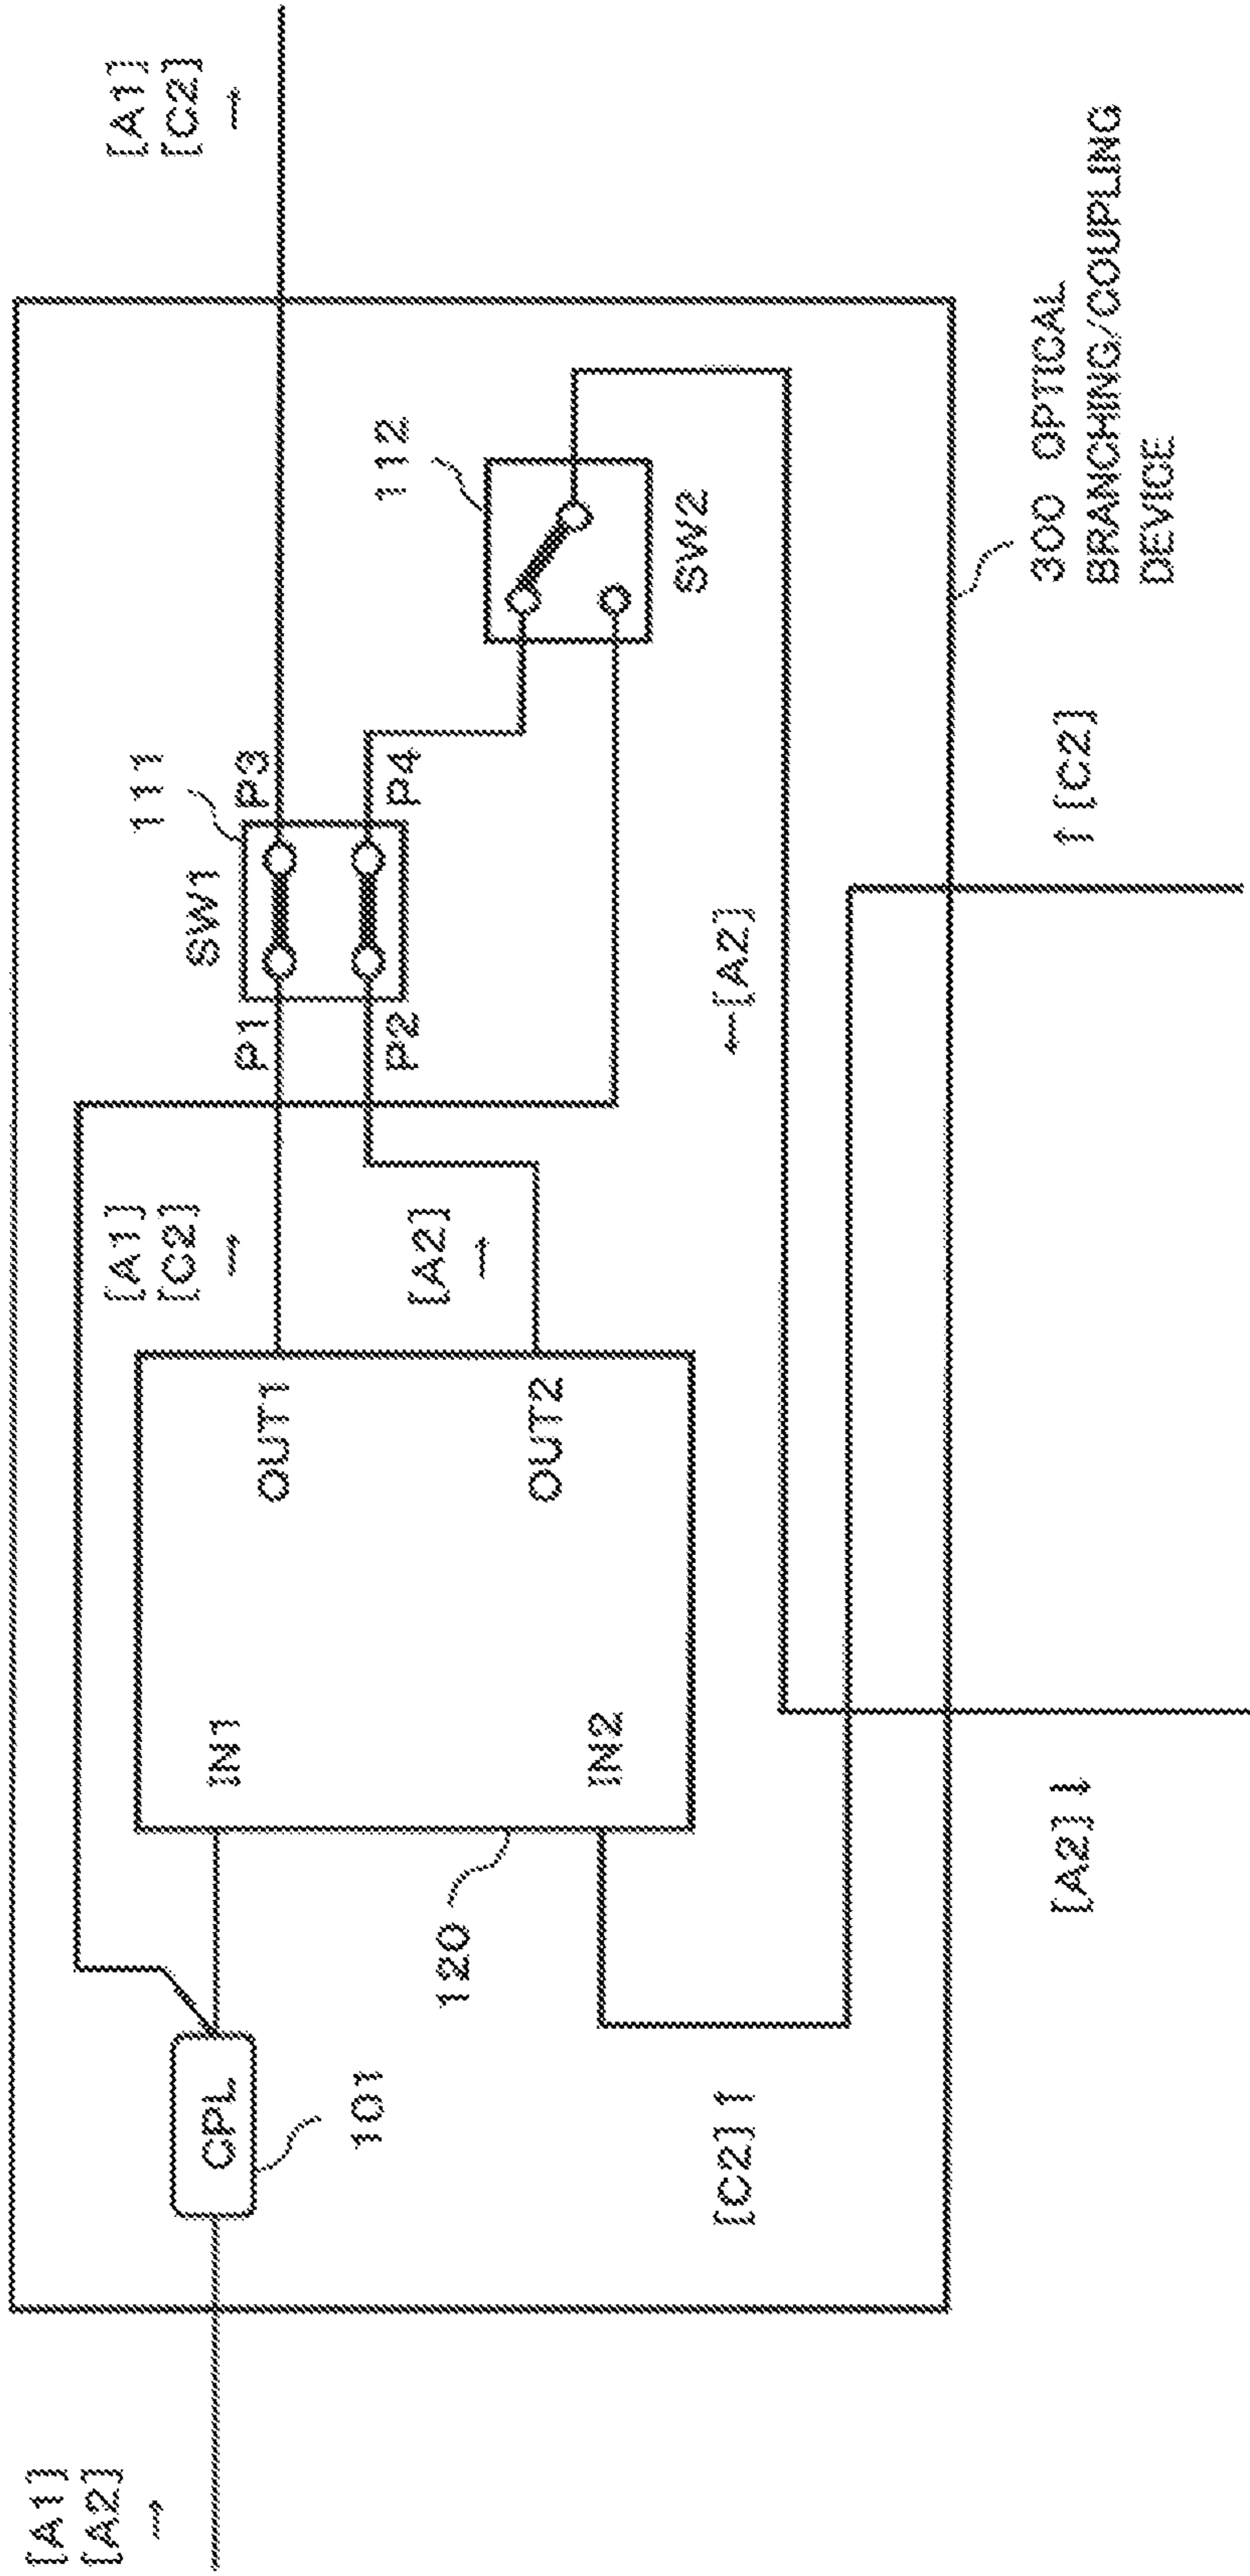 [A1]
[A2]
→
CPL
101
120
IN1
IN2
OUT1
OUT2
[A1]
[C2]
→
[A2]
→
P1
P2
SW1
111
P3
P4
112
SW2
[A1]
[C2]
→
←[A2]
[C2]↑
[A2]↓
↑[C2]
300 OPTICAL
BRANCHING/COUPLING
DEVICE